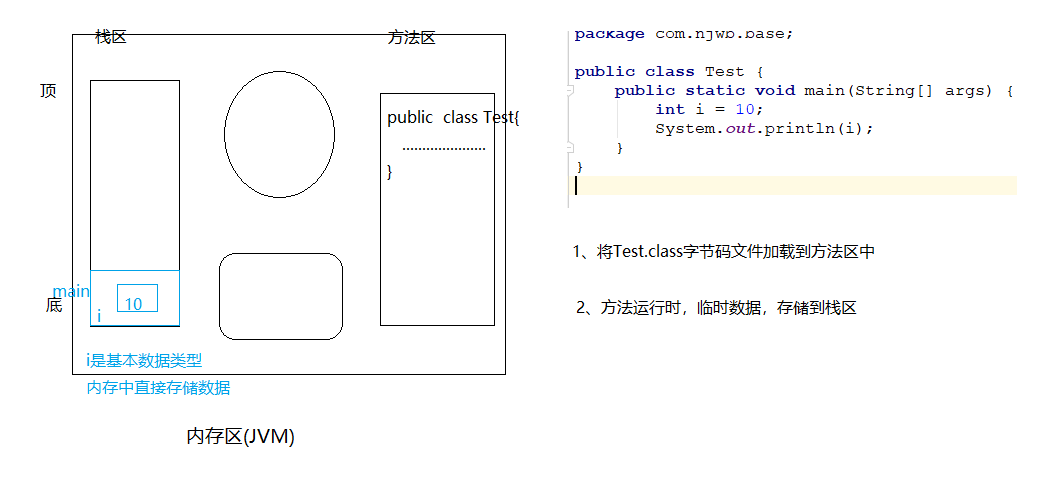 栈区
方法区
顶
public  class Test{
.....................
}
main
底
10
i
i是基本数据类型
内存中直接存储数据
内存区(JVM)
package com.njwb.base;
public class Test {
public static void main(String[] args) {
int i = 10;
System.out.println(i);
}
}
1、将Test.class字节码文件加载到方法区中
2、方法运行时，临时数据，存储到栈区